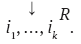 ↓
i₁,...,iₖ R.